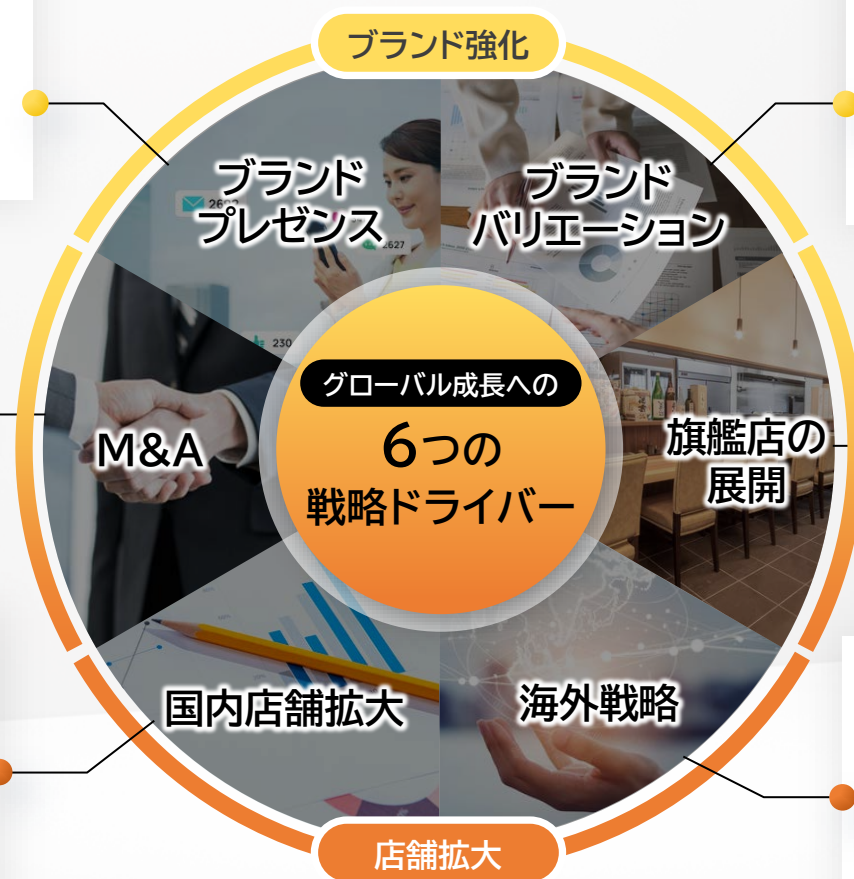 ブランド強化
ブランド
プレゼンス
ブランド
バリエーション
2692
2627
230
グローバル成長への
6つの
戦略ドライバー
M&A
旗艦店の
展開
国内店舗拡大
海外戦略
店舗拡大